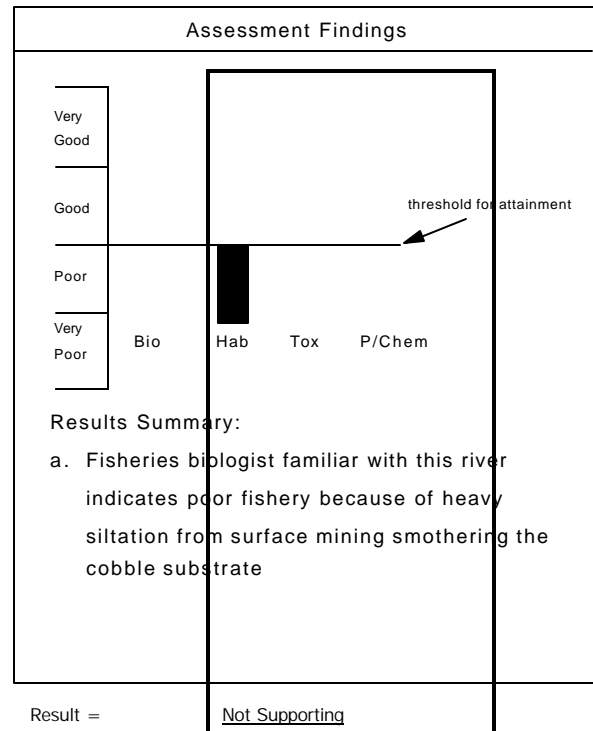 Assessment Findings
Very
Good
Good
threshold for attainment
Poor
Very
Poor
Bio Hab Tox P/Chem
Results Summary:
a. Fisheries biologist familiar with this river
indicates poor fishery because of heavy
siltation from surface mining smothering the
cobble substrate
Result = Not Supporting